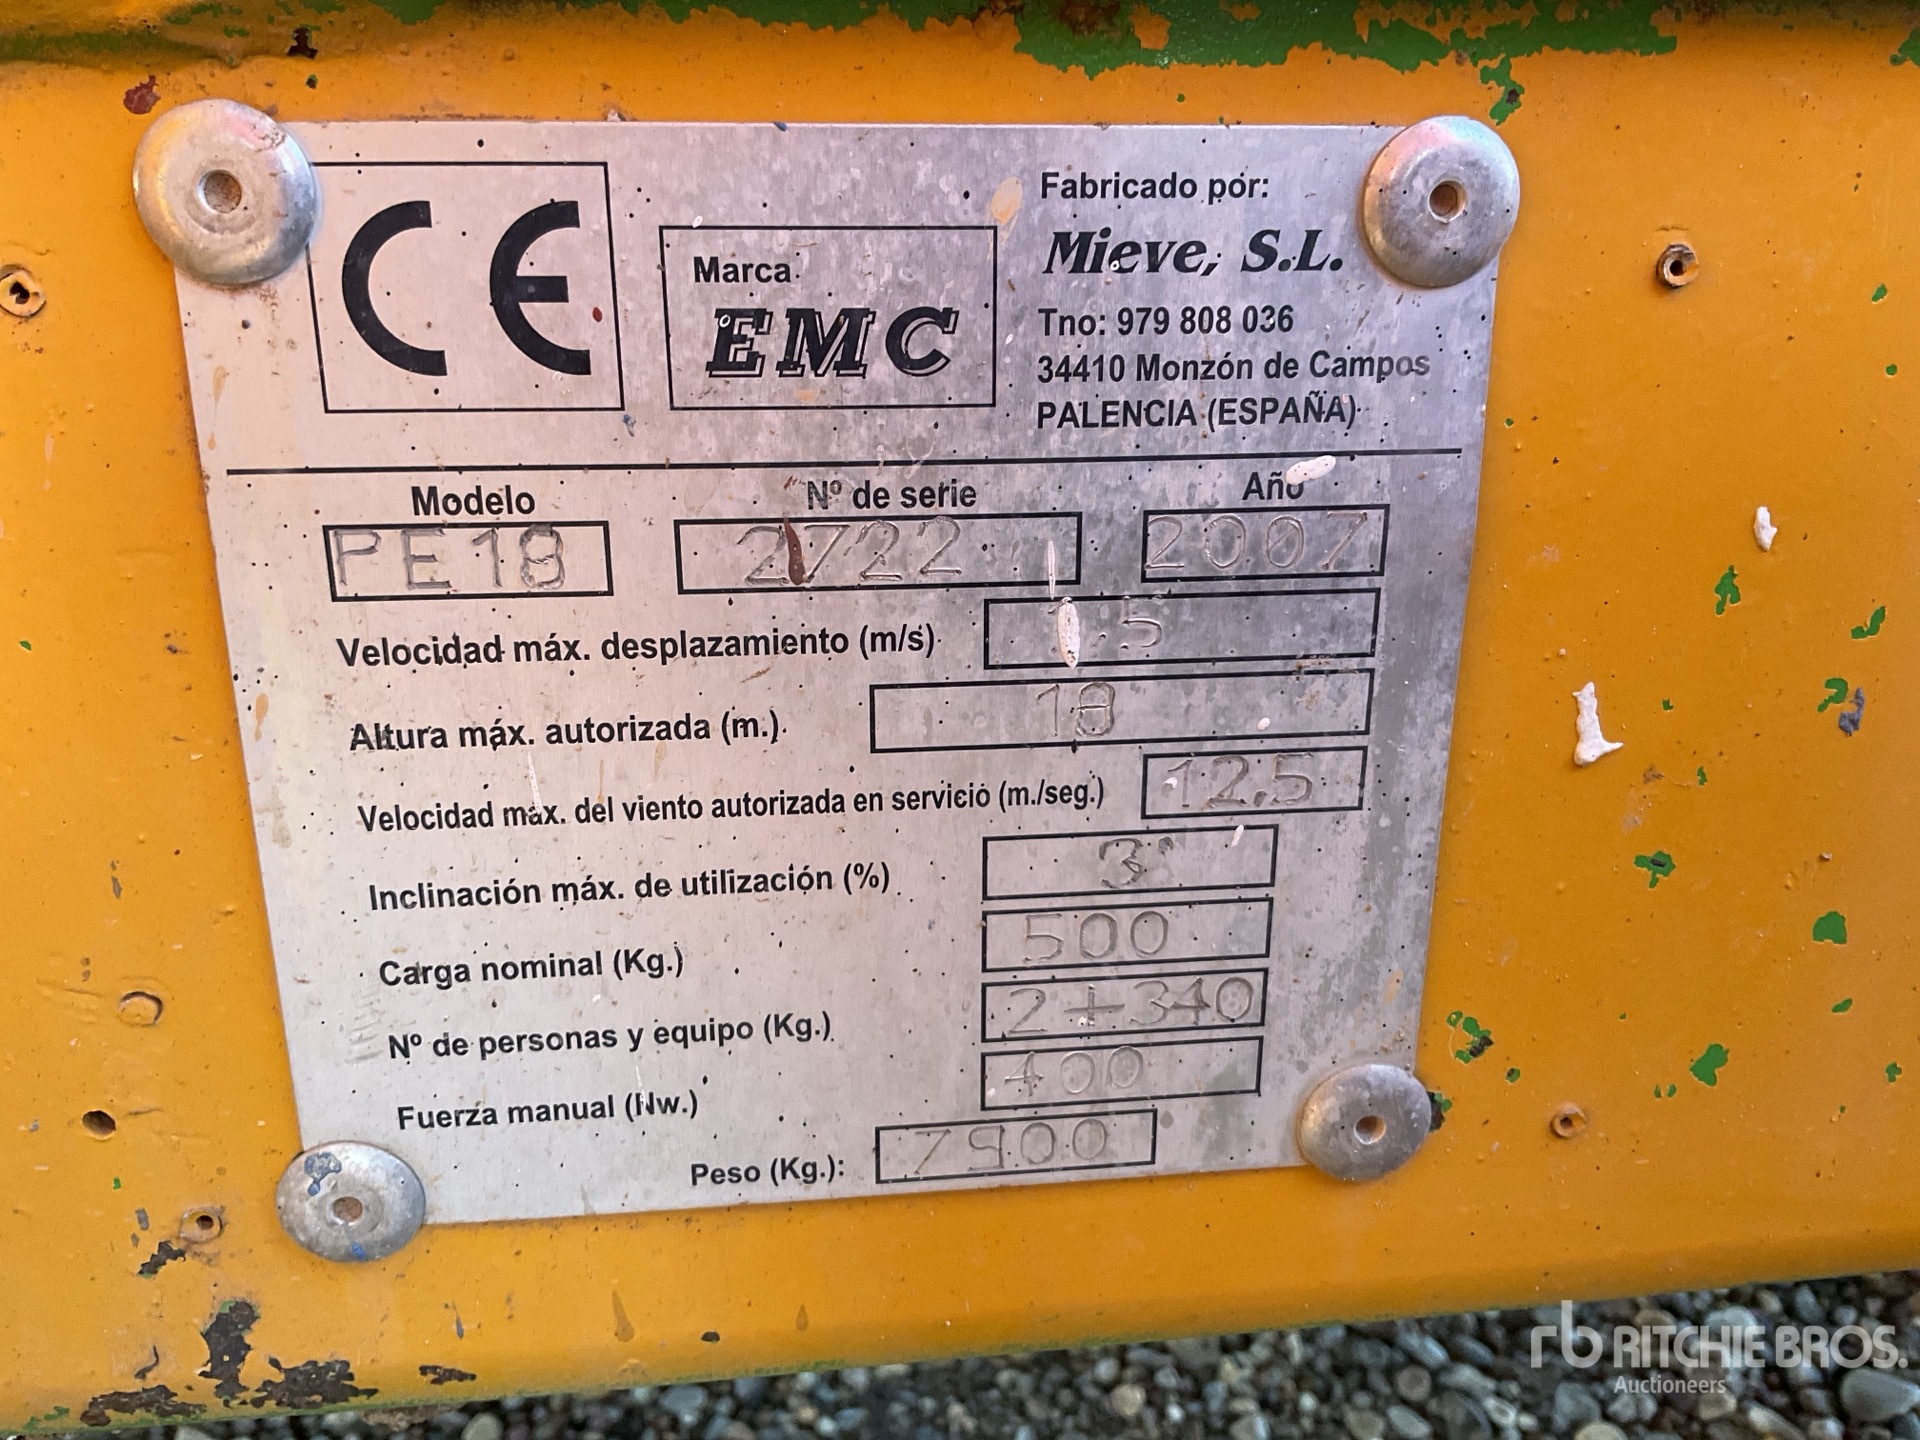 CE
Marca
EMC
Fabricado por:
Mieve, S.L.
Tno: 979 808 036
34410 Monzón de Campos
PALENCIA (ESPAÑA)
Modelo Nº de serie Año
PE18 2722 2007
Velocidad máx. desplazamiento (m/s)
Altura máx. autorizada (m.) 18
Velocidad máx. del viento autorizada en servicio (m./seg.) 12,5
Inclinación máx. de utilización (%) 3°
Carga nominal (Kg.) 500
Nº de personas y equipo (Kg.) 2+340
Fuerza manual (Nw.) 400
Peso (Kg.): 7900
rb RITCHIE BROS.
Auctioneers